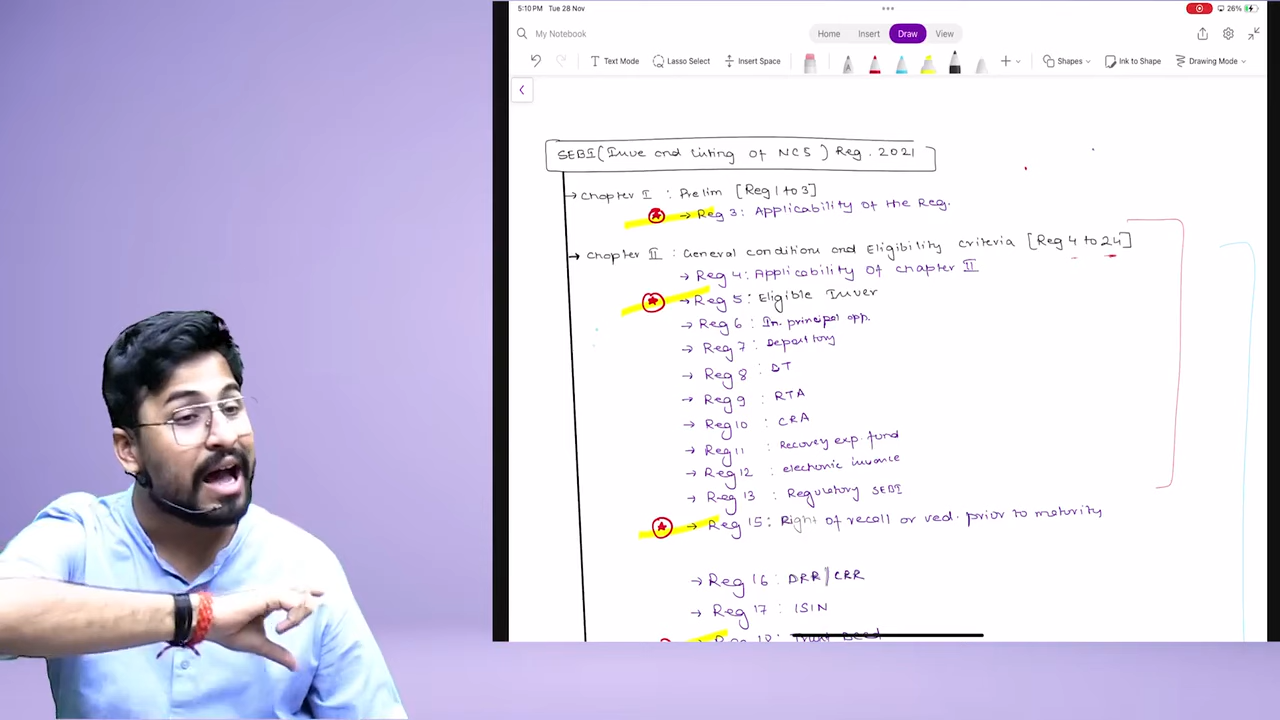 5:10 PM Tue 28 Nov
26%
My Notebook
Home Insert Draw View
Text Mode Lasso Select Insert Space Shapes Ink to Shape Drawing Mode
SEBI (Issue and Listing of NCS) Reg. 2021
→ Chapter I : Prelim [Reg 1 to 3]
→ Reg 3: Applicability of the Reg.
→ Chapter II : General conditions and Eligibility criteria [Reg 4 to 24]
→ Reg 4: Applicability of chapter II
→ Reg 5: Eligible Issuer
→ Reg 6 : In. principal app.
→ Reg 7 : Depository
→ Reg 8 : DT
→ Reg 9 : RTA
→ Reg 10 : CRA
→ Reg 11 : Recovery exp. fund
→ Reg 12 : electronic issuance
→ Reg 13 : Regulatory SEBI
→ Reg 15: Right of recall or red. prior to maturity
→ Reg 16 : DRR/CRR
→ Reg 17 : ISIN
→ Reg 18: Trust Deed